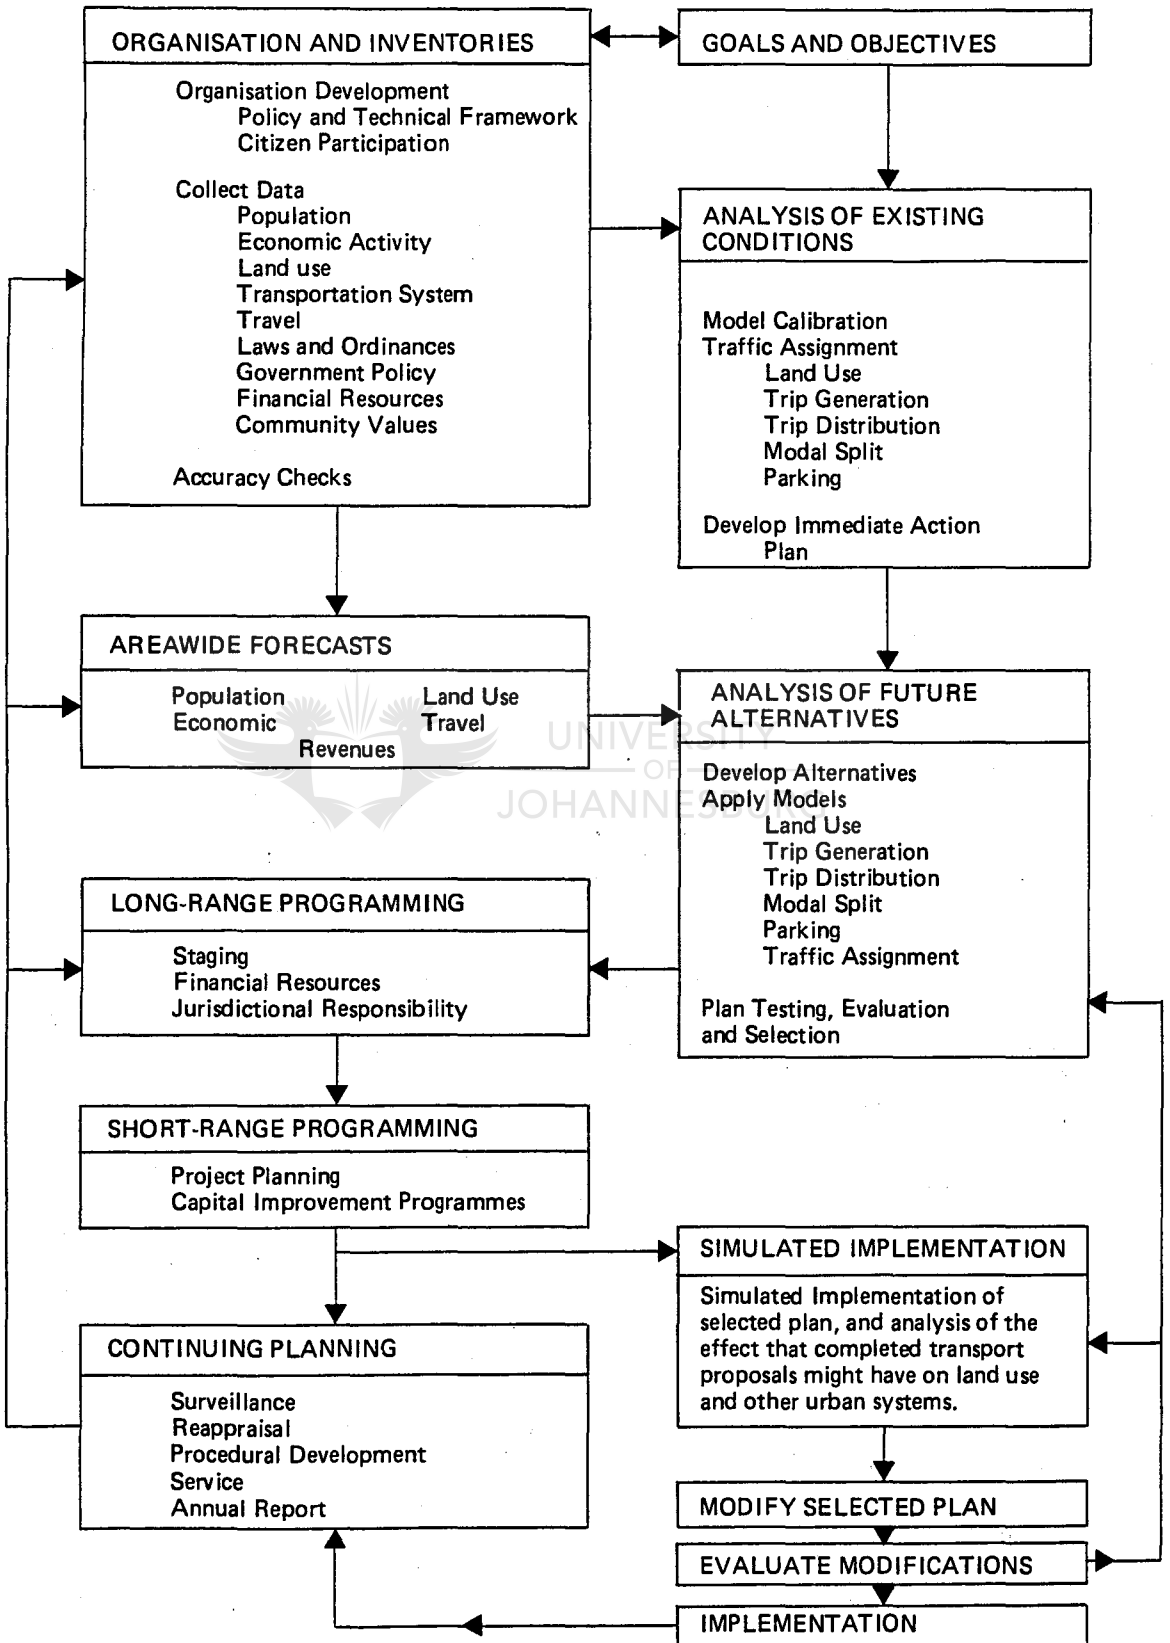 ORGANISATION AND INVENTORIES
Organisation Development
Policy and Technical Framework
Citizen Participation
Collect Data
Population
Economic Activity
Land use
Transportation System
Travel
Laws and Ordinances
Government Policy
Financial Resources
Community Values
Accuracy Checks
GOALS AND OBJECTIVES
ANALYSIS OF EXISTING
CONDITIONS
Model Calibration
Traffic Assignment
Land Use
Trip Generation
Trip Distribution
Modal Split
Parking
Develop Immediate Action
Plan
AREAWIDE FORECASTS
Population Land Use
Economic Travel
Revenues
ANALYSIS OF FUTURE
ALTERNATIVES
Develop Alternatives
Apply Models
Land Use
Trip Generation
Trip Distribution
Modal Split
Parking
Traffic Assignment
Plan Testing, Evaluation
and Selection
UNIVERSITY
OF
JOHANNESBURG
LONG-RANGE PROGRAMMING
Staging
Financial Resources
Jurisdictional Responsibility
SHORT-RANGE PROGRAMMING
Project Planning
Capital Improvement Programmes
SIMULATED IMPLEMENTATION
Simulated Implementation of
selected plan, and analysis of the
effect that completed transport
proposals might have on land use
and other urban systems.
CONTINUING PLANNING
Surveillance
Reappraisal
Procedural Development
Service
Annual Report
MODIFY SELECTED PLAN
EVALUATE MODIFICATIONS
IMPLEMENTATION